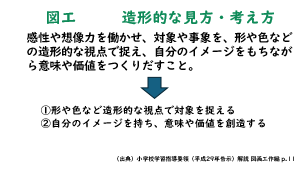 図工　造形的な見方・考え方
感性や想像力を働かせ、対象や事象を、形や色など
の造形的な視点で捉え、自分のイメージをもちなが
ら意味や価値をつくりだすこと。
①形や色など造形的な視点で対象を捉える
②自分のイメージを持ち、意味や価値を創造する
（出典）小学校学習指導要領（平成29年告示）解説 図画工作編 p.11